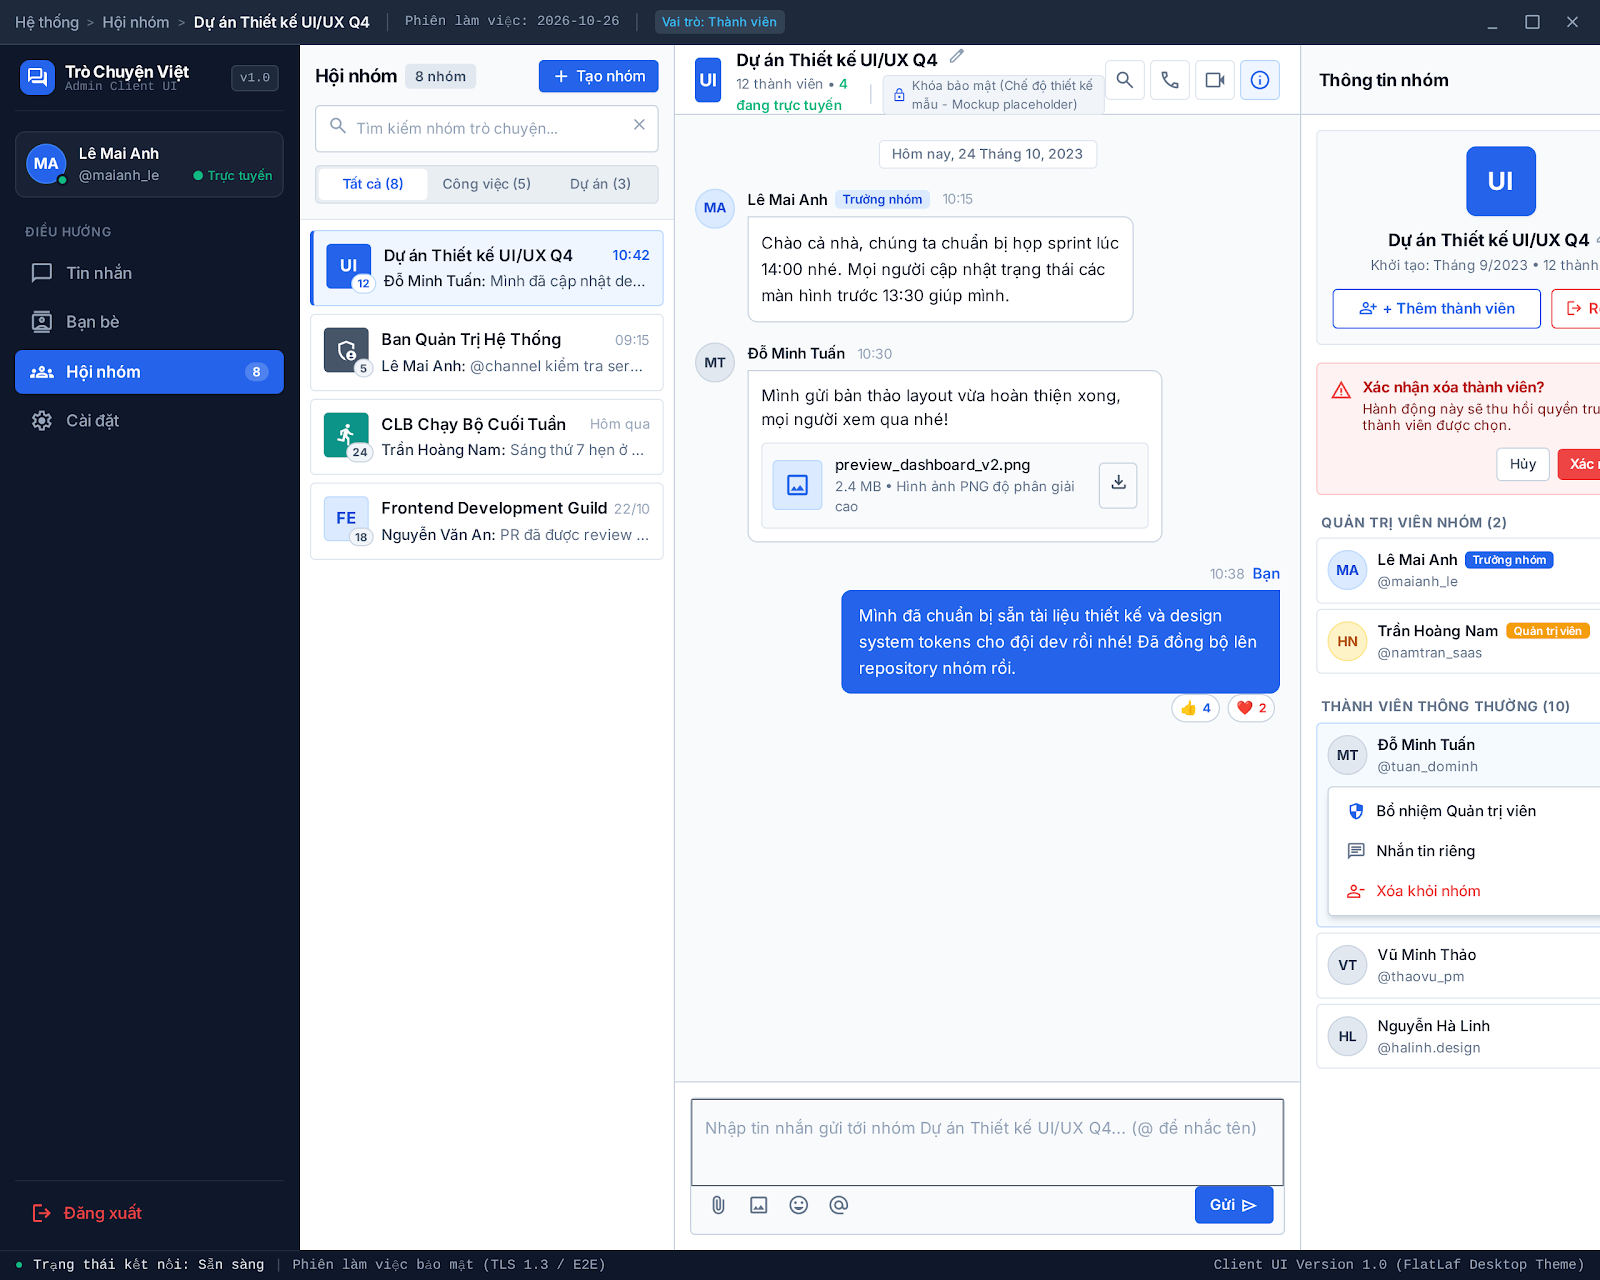 Hệ thống > Hội nhóm > Dự án Thiết kế UI/UX Q4 | Phiên làm việc: 2026-10-26 | Vai trò: Thành viên
Trò Chuyện Việt
Admin Client UI
v1.0
MA
Lê Mai Anh
@maianh_le
Trực tuyến
ĐIỀU HƯỚNG
Tin nhắn
Bạn bè
Hội nhóm 8
Cài đặt
Đăng xuất
Hội nhóm 8 nhóm
+ Tạo nhóm
Tìm kiếm nhóm trò chuyện...
Tất cả (8) Công việc (5) Dự án (3)
UI 12
Dự án Thiết kế UI/UX Q4 10:42
Đỗ Minh Tuấn: Mình đã cập nhật de...
5
Ban Quản Trị Hệ Thống 09:15
Lê Mai Anh: @channel kiểm tra ser...
24
CLB Chạy Bộ Cuối Tuần Hôm qua
Trần Hoàng Nam: Sáng thứ 7 hẹn ở ...
FE 18
Frontend Development Guild 22/10
Nguyễn Văn An: PR đã được review ...
UI
Dự án Thiết kế UI/UX Q4
12 thành viên • 4
đang trực tuyến
Khóa bảo mật (Chế độ thiết kế
mẫu - Mockup placeholder)
Hôm nay, 24 Tháng 10, 2023
MA
Lê Mai Anh Trưởng nhóm 10:15
Chào cả nhà, chúng ta chuẩn bị họp sprint lúc
14:00 nhé. Mọi người cập nhật trạng thái các
màn hình trước 13:30 giúp mình.
MT
Đỗ Minh Tuấn 10:30
Mình gửi bản thảo layout vừa hoàn thiện xong,
mọi người xem qua nhé!
preview_dashboard_v2.png
2.4 MB • Hình ảnh PNG độ phân giải
cao
10:38 Bạn
Mình đã chuẩn bị sẵn tài liệu thiết kế và design
system tokens cho đội dev rồi nhé! Đã đồng bộ lên
repository nhóm rồi.
👍 4 ❤️ 2
Nhập tin nhắn gửi tới nhóm Dự án Thiết kế UI/UX Q4... (@ để nhắc tên)
Gửi
Thông tin nhóm
UI
Dự án Thiết kế UI/UX Q4
Khởi tạo: Tháng 9/2023 • 12 thành
+ Thêm thành viên
Xác nhận xóa thành viên?
Hành động này sẽ thu hồi quyền
thành viên được chọn.
Hủy
Xác
QUẢN TRỊ VIÊN NHÓM (2)
MA
Lê Mai Anh Trưởng nhóm
@maianh_le
HN
Trần Hoàng Nam Quản trị viên
@namtran_saas
THÀNH VIÊN THÔNG THƯỜNG (10)
MT
Đỗ Minh Tuấn
@tuan_dominh
Bổ nhiệm Quản trị viên
Nhắn tin riêng
Xóa khỏi nhóm
VT
Vũ Minh Thảo
@thaovu_pm
HL
Nguyễn Hà Linh
@halinh.design
● Trạng thái kết nối: Sẵn sàng | Phiên làm việc bảo mật (TLS 1.3 / E2E)
Client UI Version 1.0 (FlatLaf Desktop Theme)